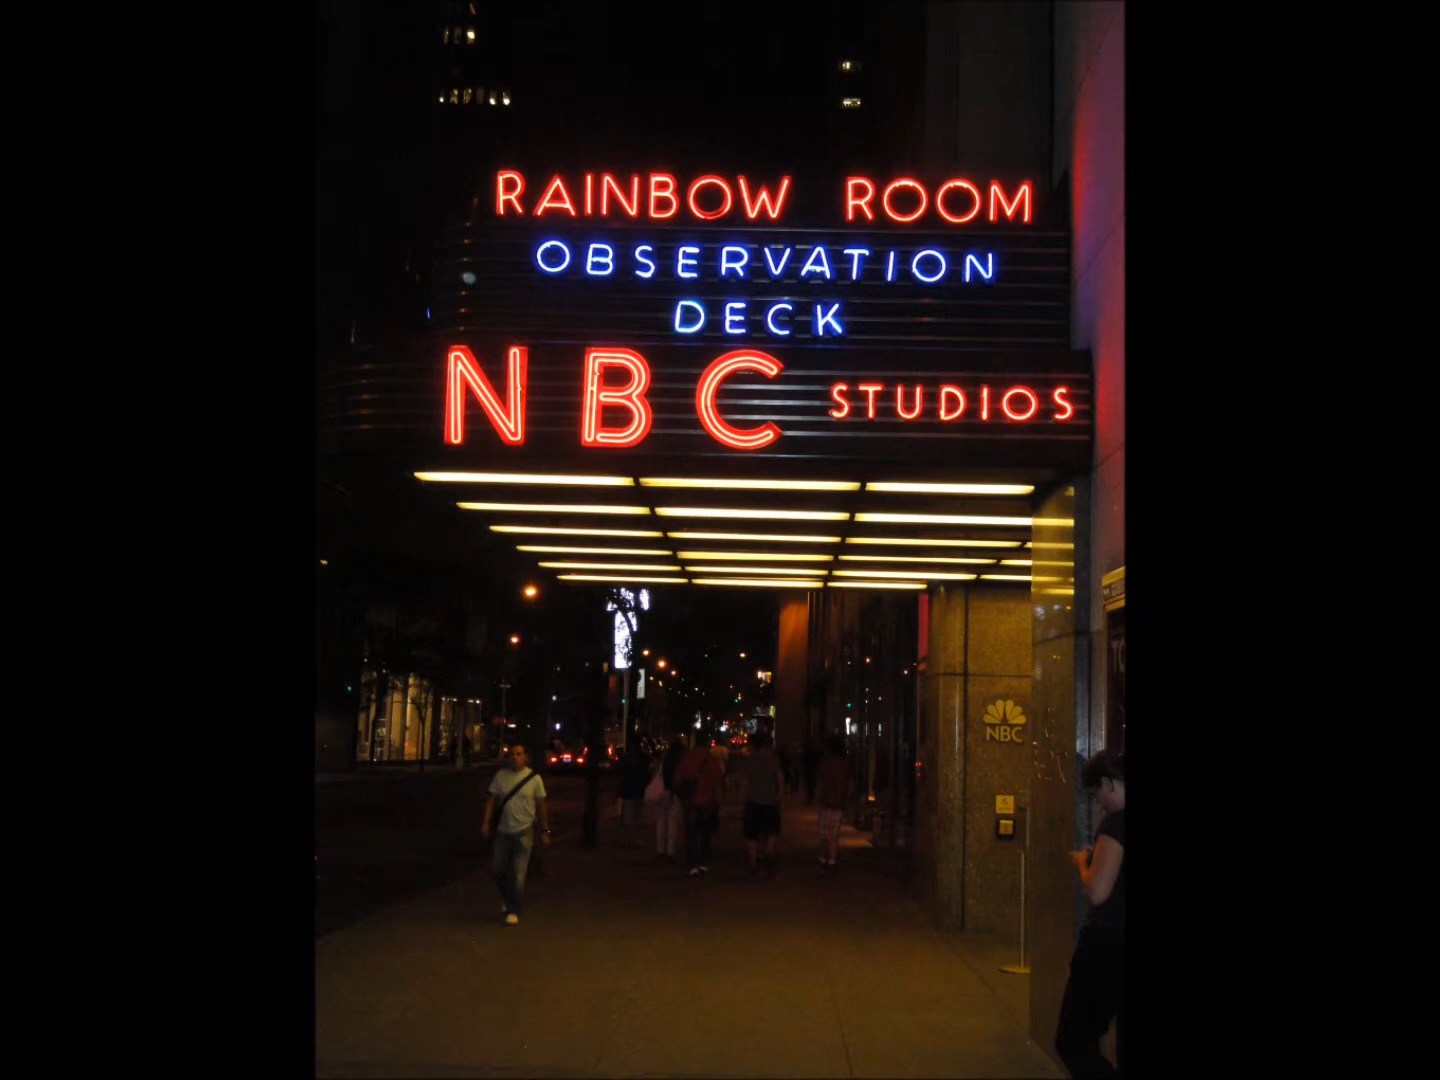 RAINBOW ROOM
OBSERVATION
DECK
NBC STUDIOS
NBC